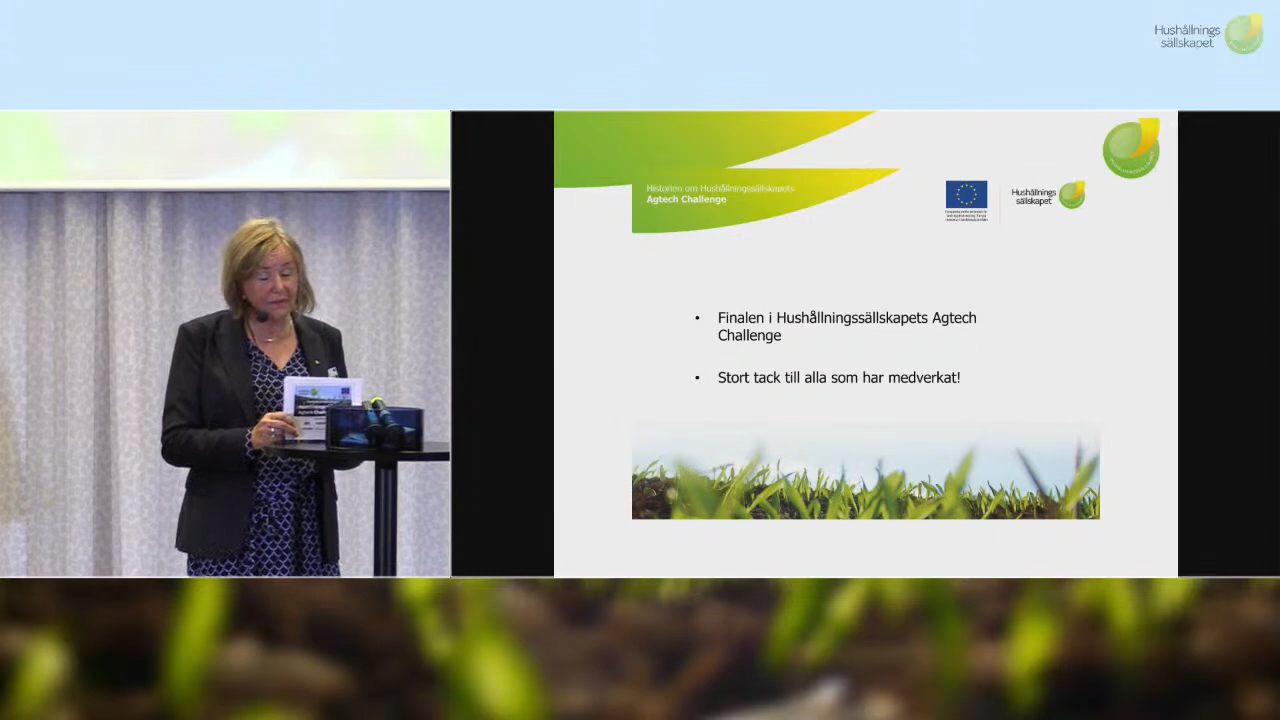 Hushållnings
sällskapet
Historien om Hushållningssällskapets
Agtech Challenge
Hushållnings
sällskapet
• Finalen i Hushållningssällskapets Agtech
Challenge
• Stort tack till alla som har medverkat!